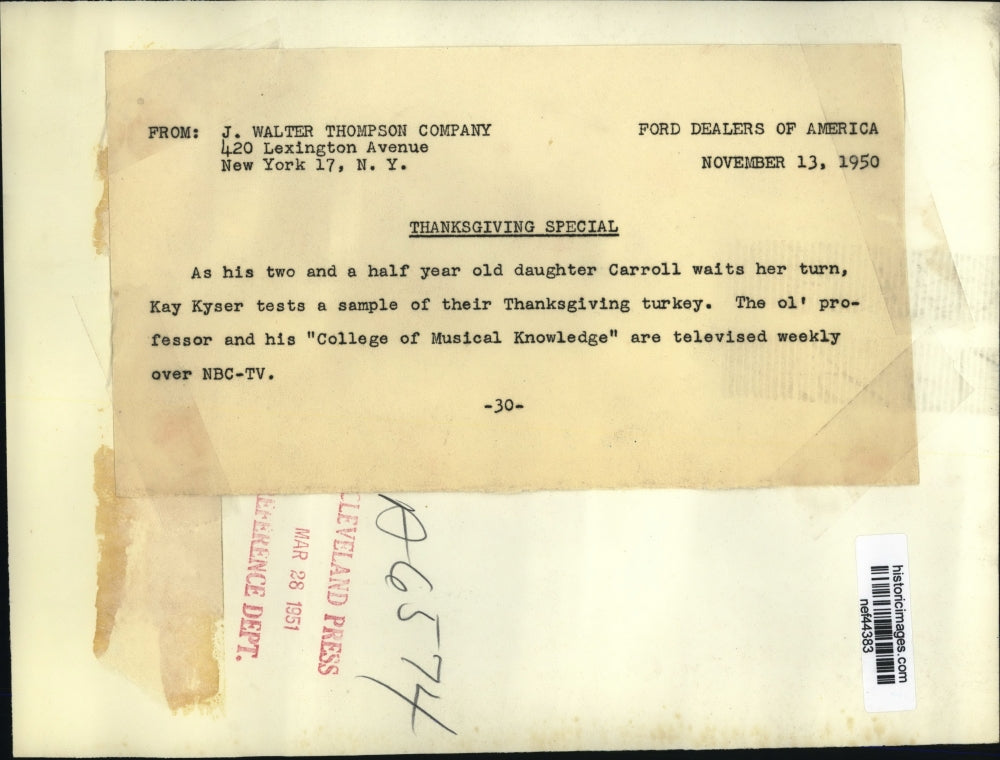 FROM: J. WALTER THOMPSON COMPANY
420 Lexington Avenue
New York 17, N. Y.
FORD DEALERS OF AMERICA
NOVEMBER 13, 1950
THANKSGIVING SPECIAL
As his two and a half year old daughter Carroll waits her turn,
Kay Kyser tests a sample of their Thanksgiving turkey. The ol' pro-
fessor and his "College of Musical Knowledge" are televised weekly
over NBC-TV.
-30-
CLEVELAND PRESS
MAR 28 1951
EFERENCE DEPT.
A6574
historicimages.com
nef44383